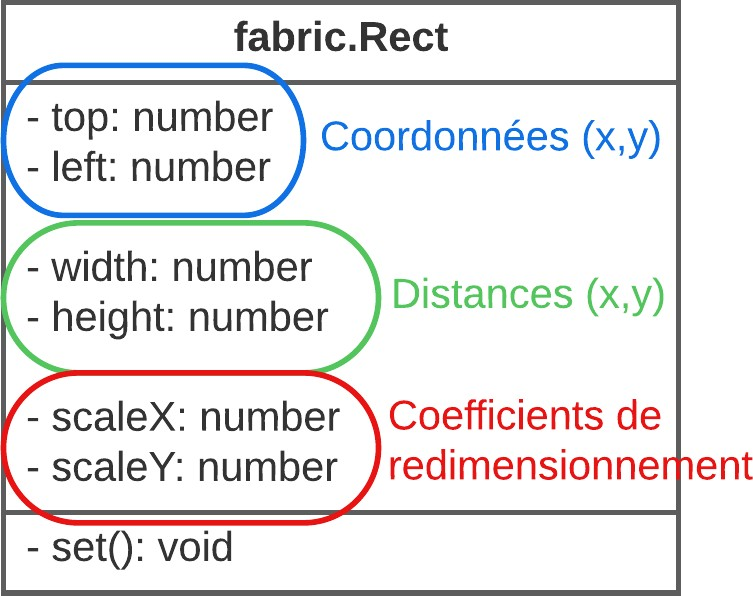 fabric.Rect
- top: number
- left: number
Coordonnées (x,y)
- width: number
- height: number
Distances (x,y)
- scaleX: number
- scaleY: number
Coefficients de
redimensionnement
- set(): void